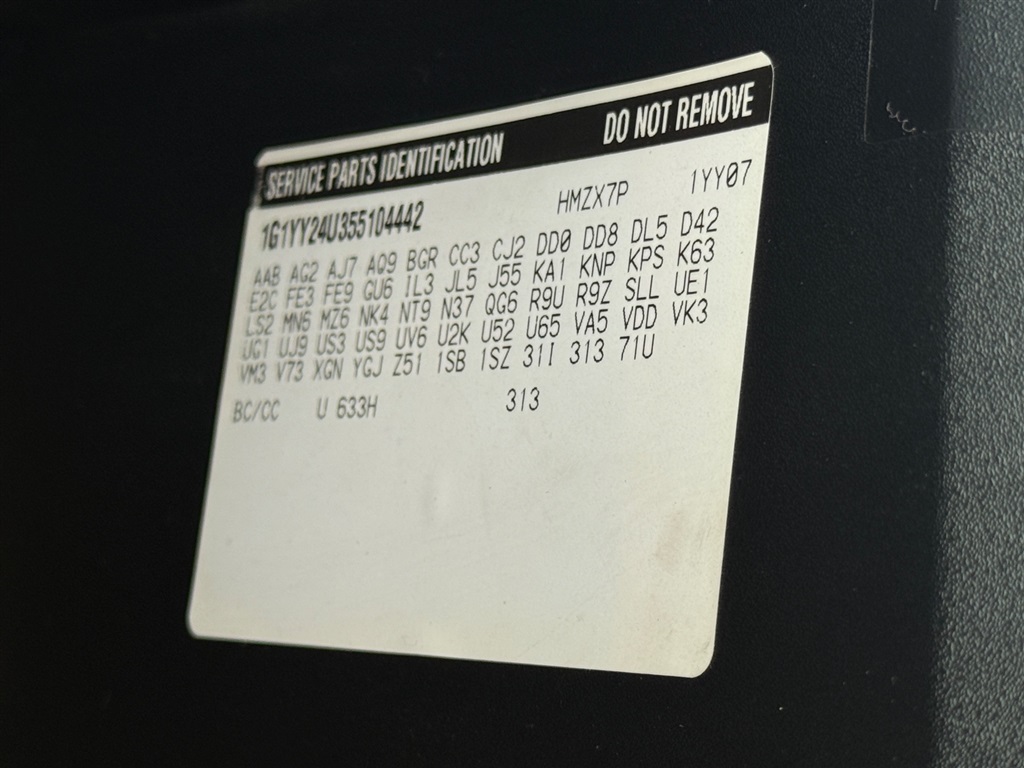 SERVICE PARTS IDENTIFICATION DO NOT REMOVE
1G1YY24U355104442 HMZX7P 1YY07
AAB AG2 AJ7 AQ9 BGR CC3 CJ2 DD0 DD8 DL5 D42
E2C FE3 FE9 GU6 IL3 JL5 J55 KA1 KNP KPS K63
LS2 MN6 MZ6 NK4 NT9 N37 QG6 R9U R9Z SLL UE1
UG1 UJ9 US3 US9 UV6 U2K U52 U65 VA5 VDD VK3
VM3 V73 XGN YGJ Z51 1SB 1SZ 31I 313 71U
BC/CC U 633H 313